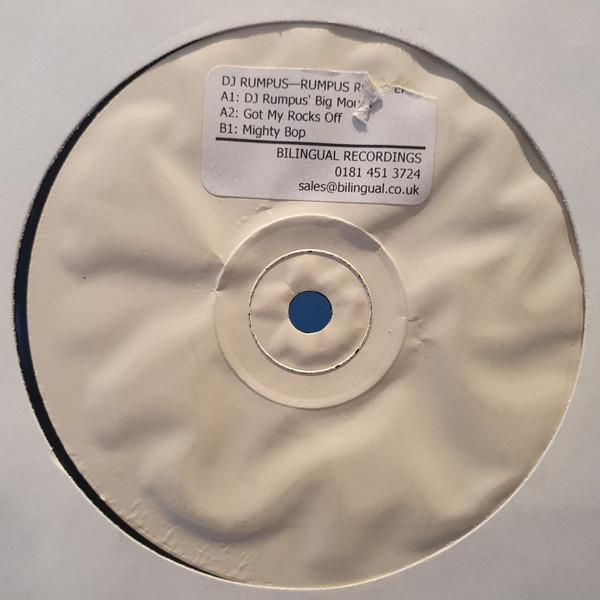 DJ RUMPUS—RUMPUS
A1: DJ Rumpus' Big
A2: Got My Rocks Off
B1: Mighty Bop
BILINGUAL RECORDINGS
0181 451 3724
sales@bilingual.co.uk